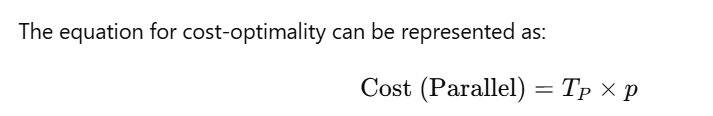 The equation for cost-optimality can be represented as:
Cost (Parallel) = T_P × p